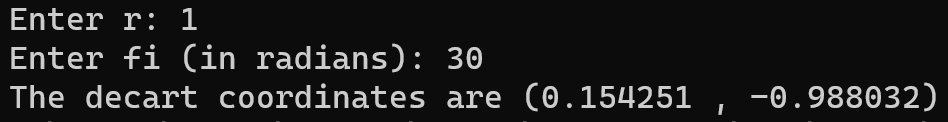 Enter r: 1
Enter fi (in radians): 30
The decart coordinates are (0.154251 , -0.988032)